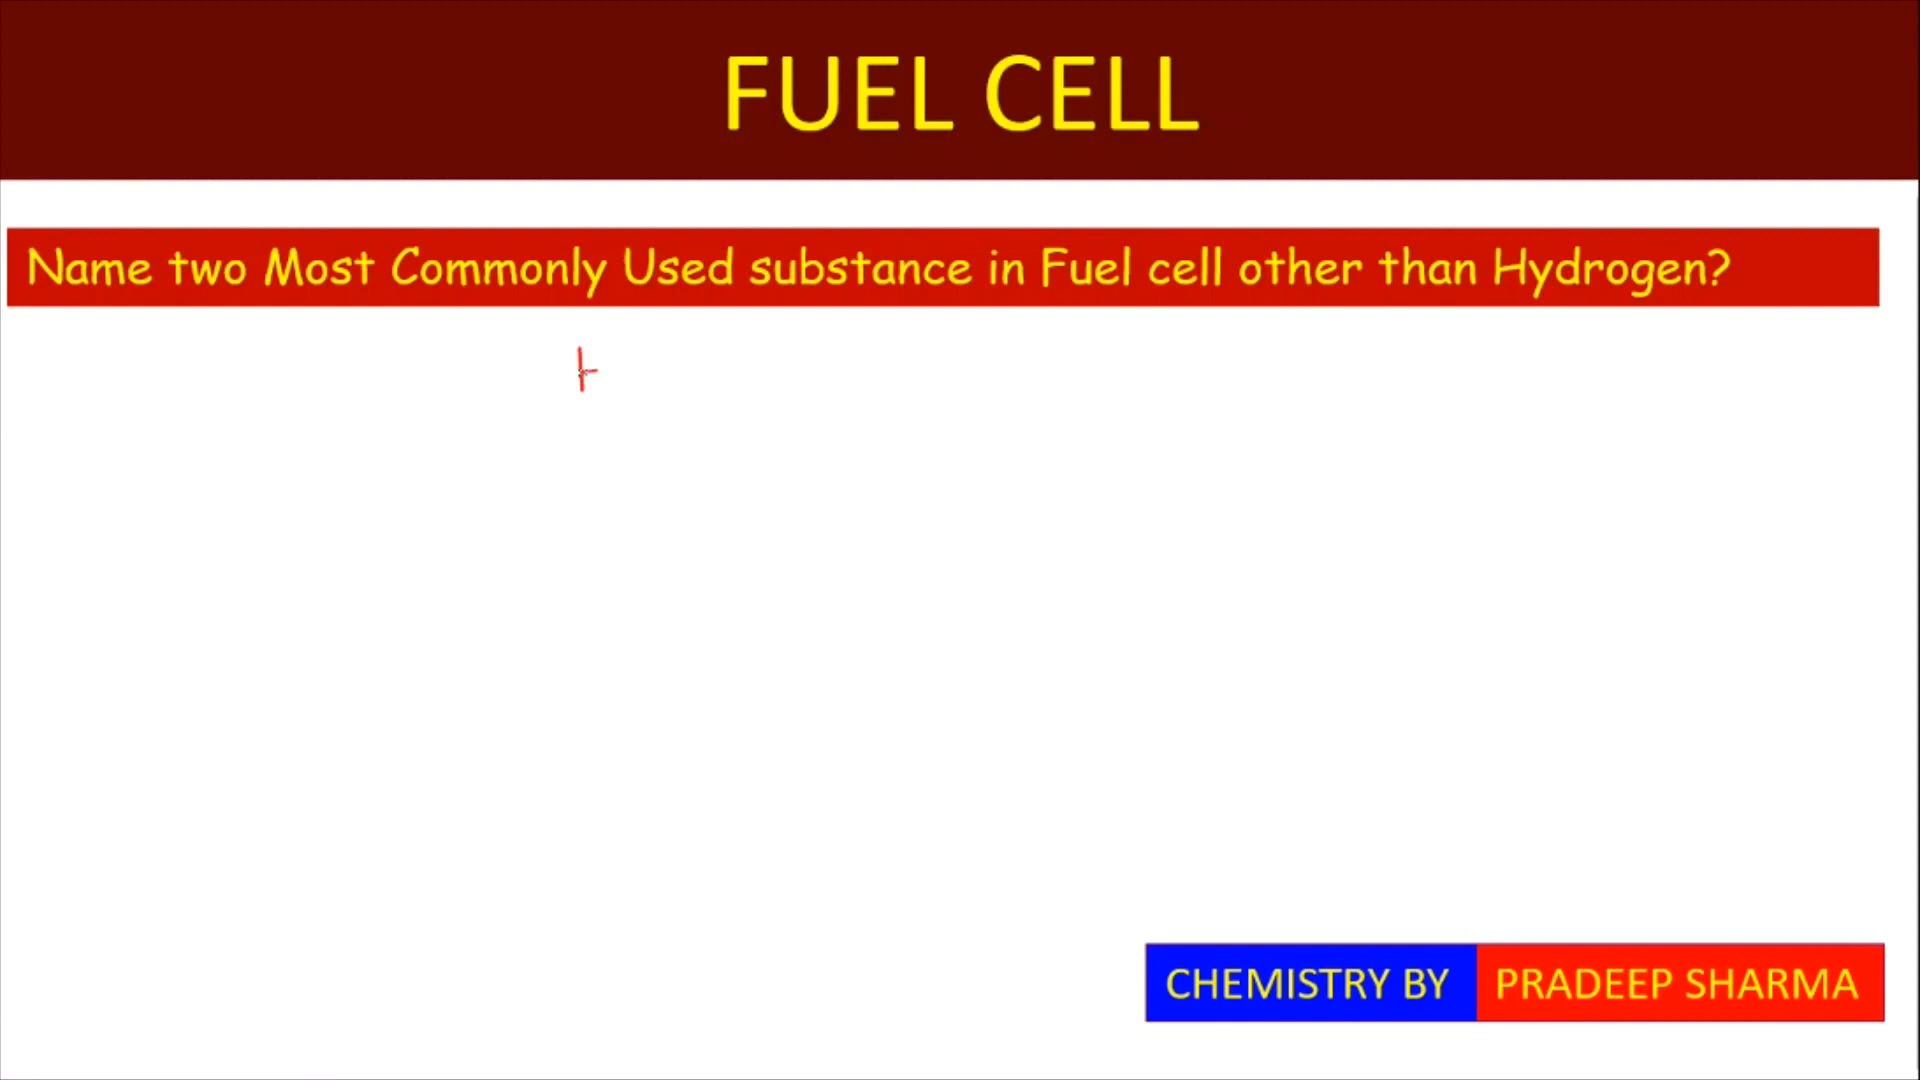 FUEL CELL
Name two Most Commonly Used substance in Fuel cell other than Hydrogen?
CHEMISTRY BY PRADEEP SHARMA